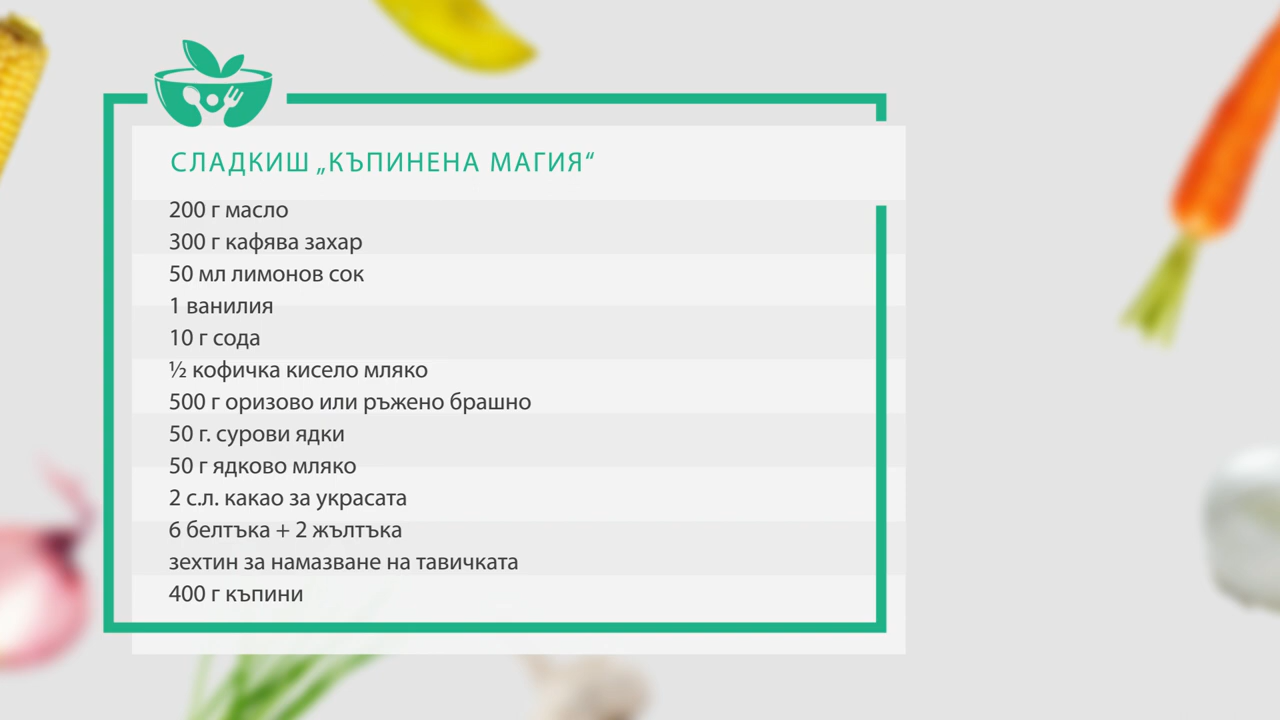 СЛАДКИШ „КЪПИНЕНА МАГИЯ“
200 г масло
300 г кафява захар
50 мл лимонов сок
1 ванилия
10 г сода
½ кофичка кисело мляко
500 г оризово или ръжено брашно
50 г. сурови ядки
50 г ядково мляко
2 с.л. какао за украсата
6 белтъка + 2 жълтъка
зехтин за намазване на тавичката
400 г къпини